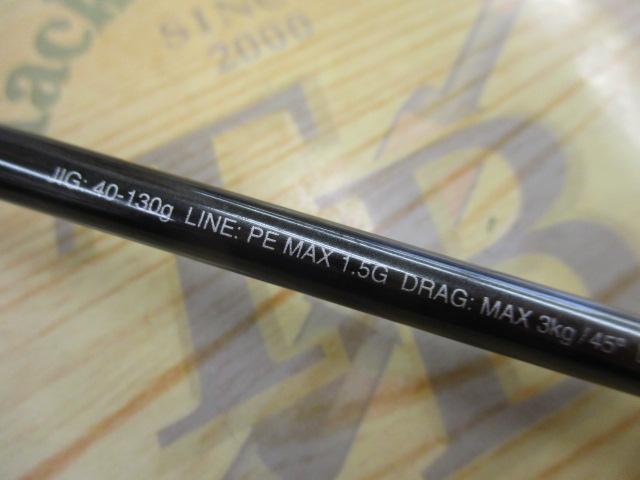 SINCE
2000
JIG: 40-130g LINE: PE MAX 1.5G DRAG: MAX 3kg /45°